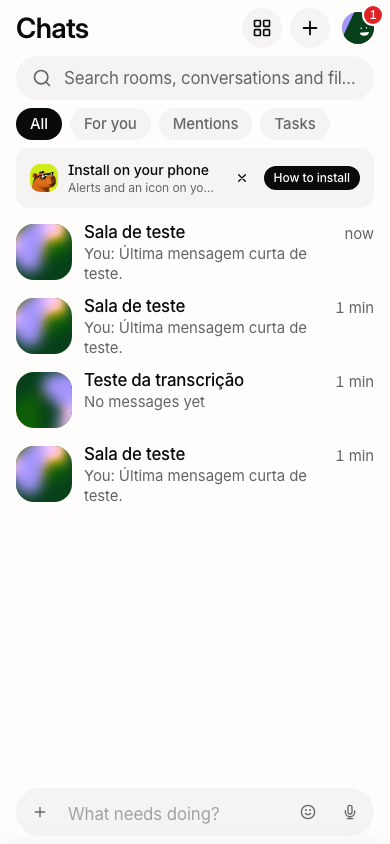 Chats
1
Search rooms, conversations and fil...
All
For you
Mentions
Tasks
Install on your phone
Alerts and an icon on yo...
How to install
Sala de teste
now
You: Última mensagem curta de
teste.
Sala de teste
1 min
You: Última mensagem curta de
teste.
Teste da transcrição
1 min
No messages yet
Sala de teste
1 min
You: Última mensagem curta de
teste.
What needs doing?